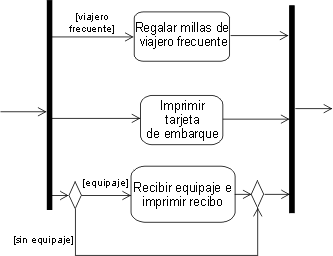 [viajero
frecuente]
Regalar millas de
viajero frecuente
Imprimir
tarjeta
de embarque
[equipaje]
Recibir equipaje e
imprimir recibo
[sin equipaje]